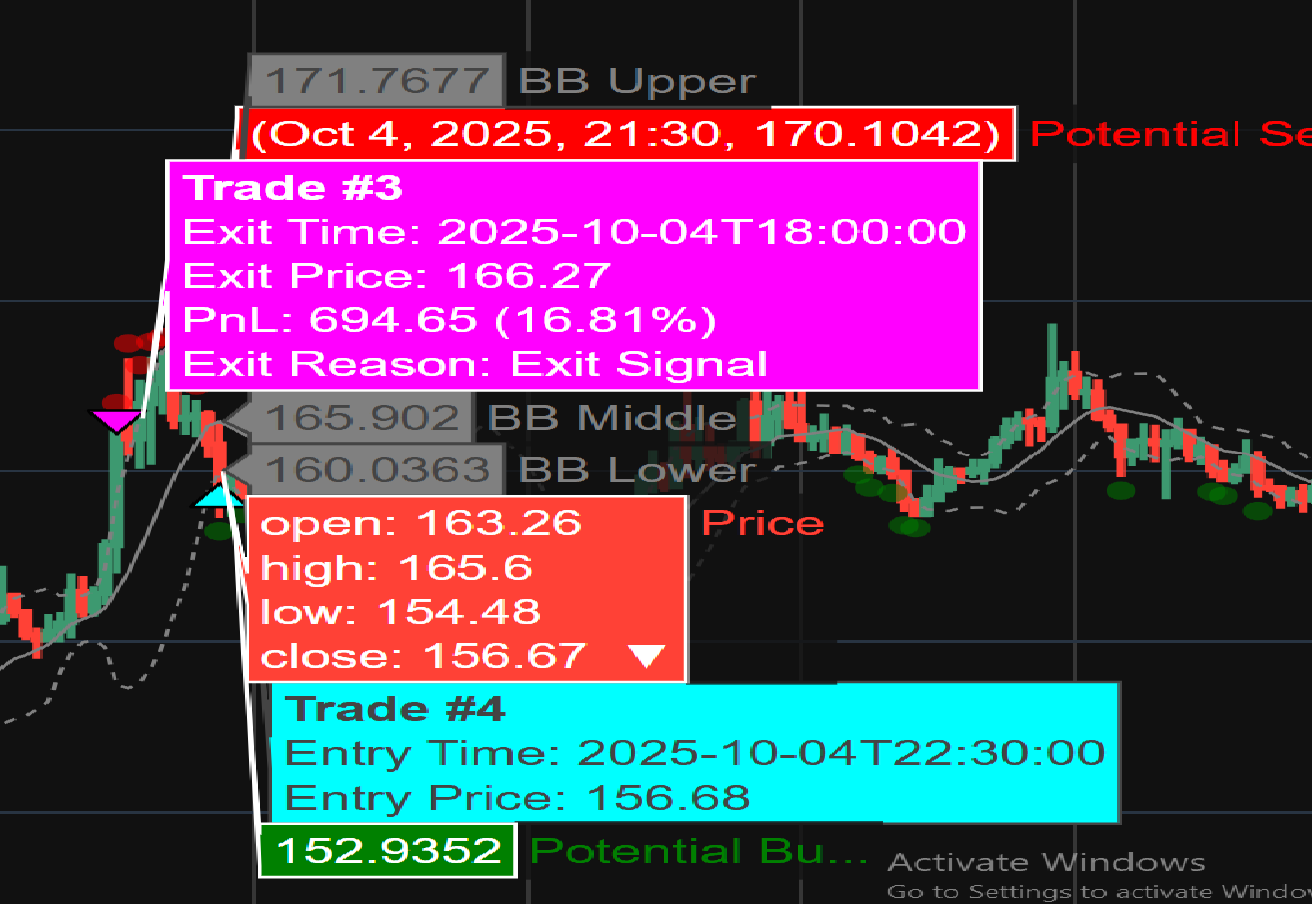 171.7677 BB Upper
(Oct 4, 2025, 21:30, 170.1042) Potential Se
Trade #3
Exit Time: 2025-10-04T18:00:00
Exit Price: 166.27
PnL: 694.65 (16.81%)
Exit Reason: Exit Signal
165.902 BB Middle
160.0363 BB Lower
open: 163.26 Price
high: 165.6
low: 154.48
close: 156.67 ▼
Trade #4
Entry Time: 2025-10-04T22:30:00
Entry Price: 156.68
152.9352 Potential Bu...
Activate Windows
Go to Settings to activate Window